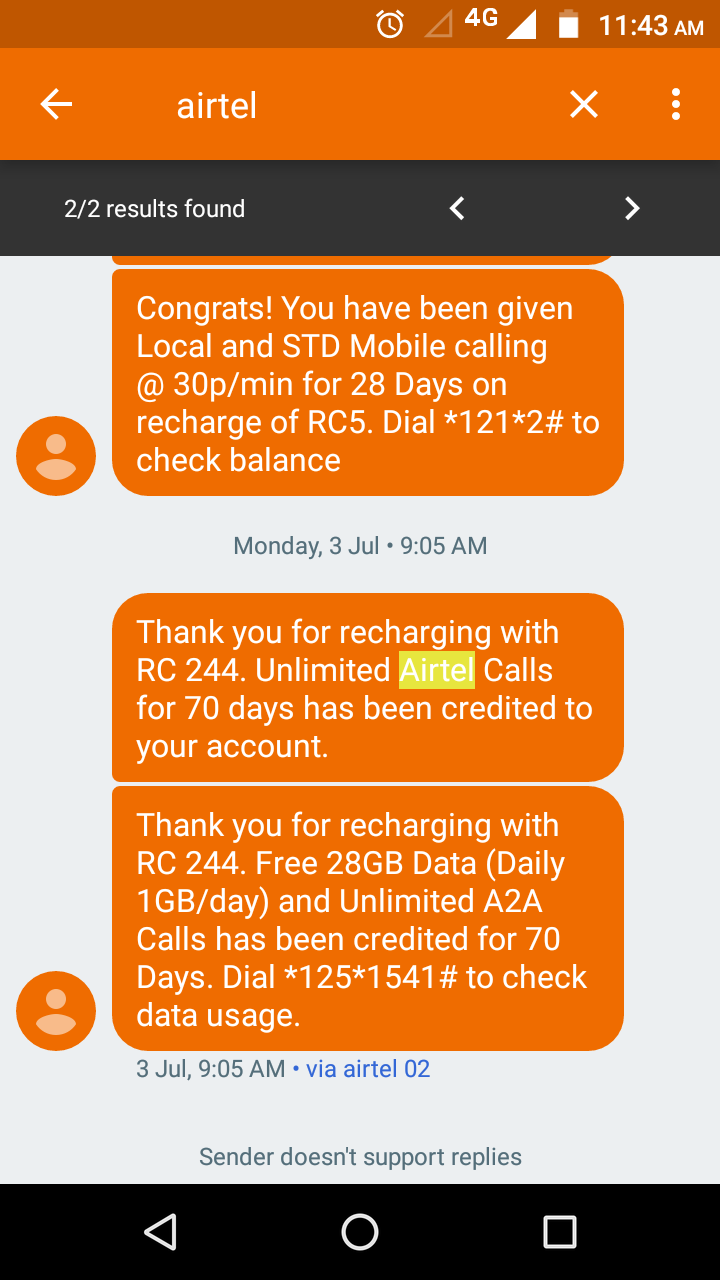 4G 11:43 AM
airtel
2/2 results found
Congrats! You have been given
Local and STD Mobile calling
@ 30p/min for 28 Days on
recharge of RC5. Dial *121*2# to
check balance
Monday, 3 Jul • 9:05 AM
Thank you for recharging with
RC 244. Unlimited Airtel Calls
for 70 days has been credited to
your account.
Thank you for recharging with
RC 244. Free 28GB Data (Daily
1GB/day) and Unlimited A2A
Calls has been credited for 70
Days. Dial *125*1541# to check
data usage.
3 Jul, 9:05 AM • via airtel 02
Sender doesn't support replies